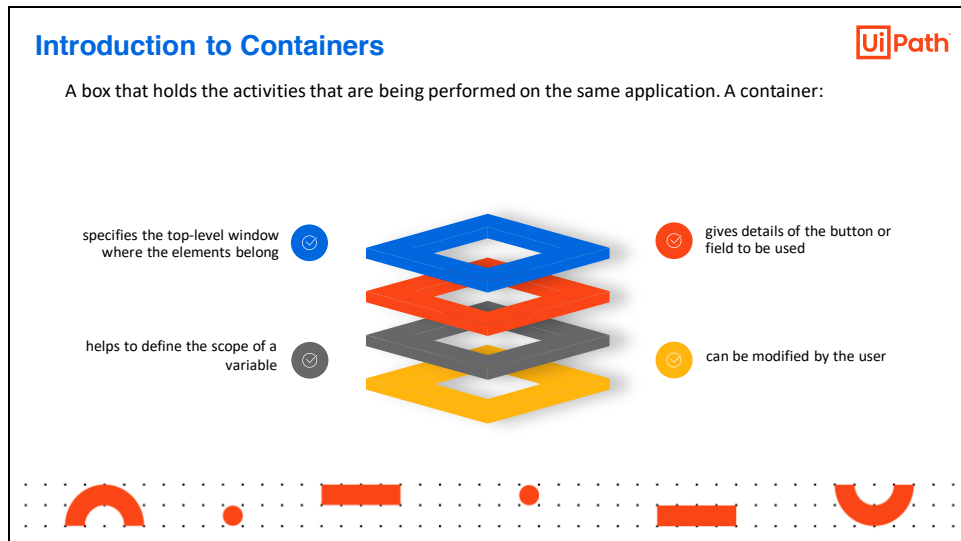 Introduction to Containers
UiPath
A box that holds the activities that are being performed on the same application. A container:
specifies the top-level window
where the elements belong
gives details of the button or
field to be used
helps to define the scope of a
variable
can be modified by the user